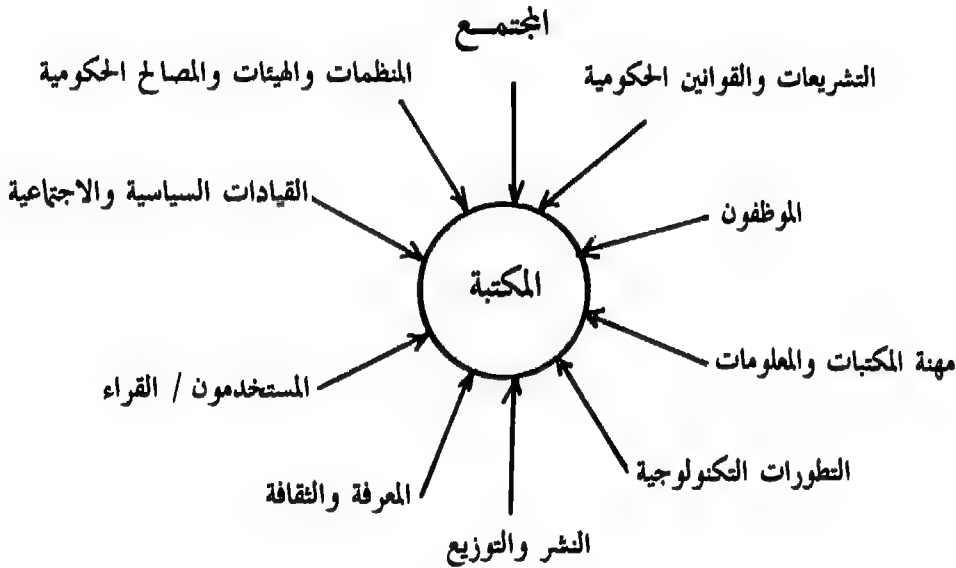 المجتمــع
التشريعات والقوانين الحكومية
المنظمات والهيئات والمصالح الحكومية
القيادات السياسية والاجتماعية
الموظفون
المكتبة
مهنة المكتبات والمعلومات
المستخدمون / القراء
التطورات التكنولوجية
المعرفة والثقافة
النشر والتوزيع